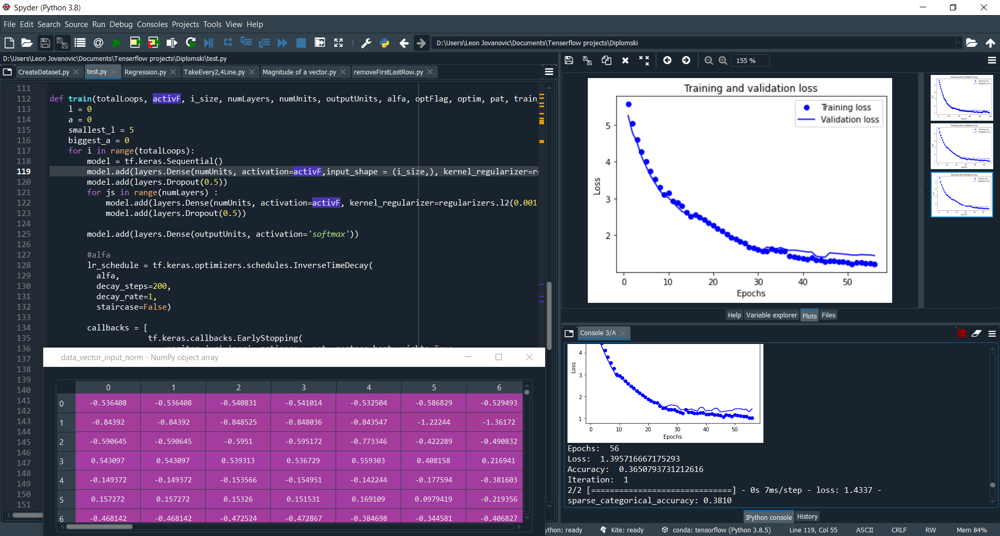 Spyder (Python 3.8)
File Edit Search Source Run Debug Consoles Projects Tools View Help
D:\Users\Leon Jovanovic\Documents\Tenserflow projects\Diplomski
D:\Users\Leon Jovanovic\Documents\Tenserflow projects\Diplomski\test.py
CreateDataset.py test.py Regression.py TakeEvery2,4Line.py Magnitude of a vector.py removeFirstLastRow.py
111
112 def train(totalLoops, activF, i_size, numLayers, numUnits, outputUnits, alfa, optFlag, optim, pat, train_
113 l = 0
114 a = 0
115 smallest_l = 5
116 biggest_a = 0
117 for i in range(totalLoops):
118 model = tf.keras.Sequential()
119 model.add(layers.Dense(numUnits, activation=activF,input_shape = (i_size,), kernel_regularizer=r
120 model.add(layers.Dropout(0.5))
121 for js in range(numLayers) :
122 model.add(layers.Dense(numUnits, activation=activF, kernel_regularizer=regularizers.l2(0.001
123 model.add(layers.Dropout(0.5))
124
125 model.add(layers.Dense(outputUnits, activation='softmax'))
126
127 #alfa
128 lr_schedule = tf.keras.optimizers.schedules.InverseTimeDecay(
129 alfa,
130 decay_steps=200,
131 decay_rate=1,
132 staircase=False)
133
134 callbacks = [
135 tf.keras.callbacks.EarlyStopping(
136
137
138
139
140
141
142
143
144
145
146
147
148
149
150
151
data_vector_input_norm - NumPy object array
0 1 2 3 4 5 6
0 -0.536408 -0.536408 -0.540831 -0.541014 -0.532504 -0.586829 -0.529493
1 -0.84392 -0.84392 -0.848525 -0.848036 -0.843547 -1.22244 -1.36172
2 -0.590645 -0.590645 -0.5951 -0.595172 -0.773346 -0.422289 -0.490832
3 0.543097 0.543097 0.539313 0.536729 0.559303 0.408158 0.216941
4 -0.149372 -0.149372 -0.153566 -0.154951 -0.142244 -0.177594 -0.381603
5 0.157272 0.157272 0.15326 0.151531 0.169109 0.0979419 -0.219356
6 -0.468142 -0.468142 -0.472524 -0.472867 -0.384698 -0.344581 -0.406827
155 %
Training and validation loss
Training loss
Validation loss
5
4
3
2
Loss
0 10 20 30 40 50
Epochs
Training and validation loss
Training and validation loss
Training and validation loss
Help Variable explorer Plots Files
Console 3/A
4
3
2
1
Loss
0 10 20 30 40 50
Epochs
Epochs: 56
Loss: 1.395716667175293
Accuracy: 0.3650793731212616
Iteration: 1
2/2 [==============================] - 0s 7ms/step - loss: 1.4337 -
sparse_categorical_accuracy: 0.3810
IPython console History
ython: ready Kite: ready conda: tensorflow (Python 3.8.5) Line 119, Col 55 ASCII CRLF RW Mem 84%